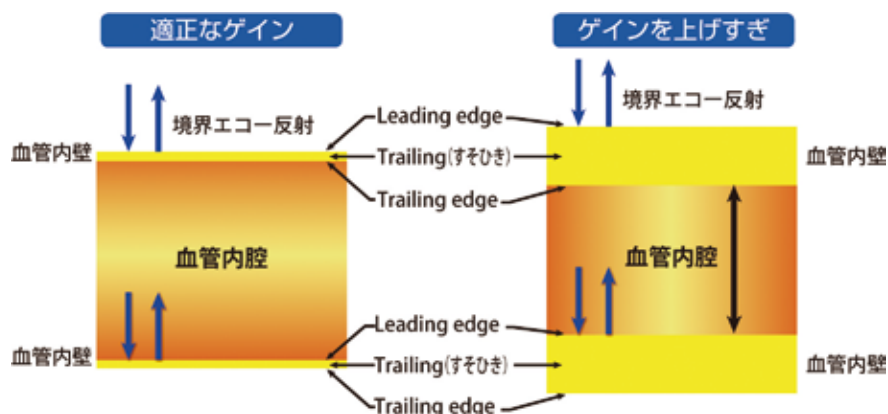 適正なゲイン
ゲインを上げすぎ
境界エコー反射
Leading edge
境界エコー反射
血管内壁
Trailing(すそひき)
血管内壁
Trailing edge
血管内腔
血管内腔
Leading edge
血管内壁
Trailing(すそひき)
血管内壁
Trailing edge